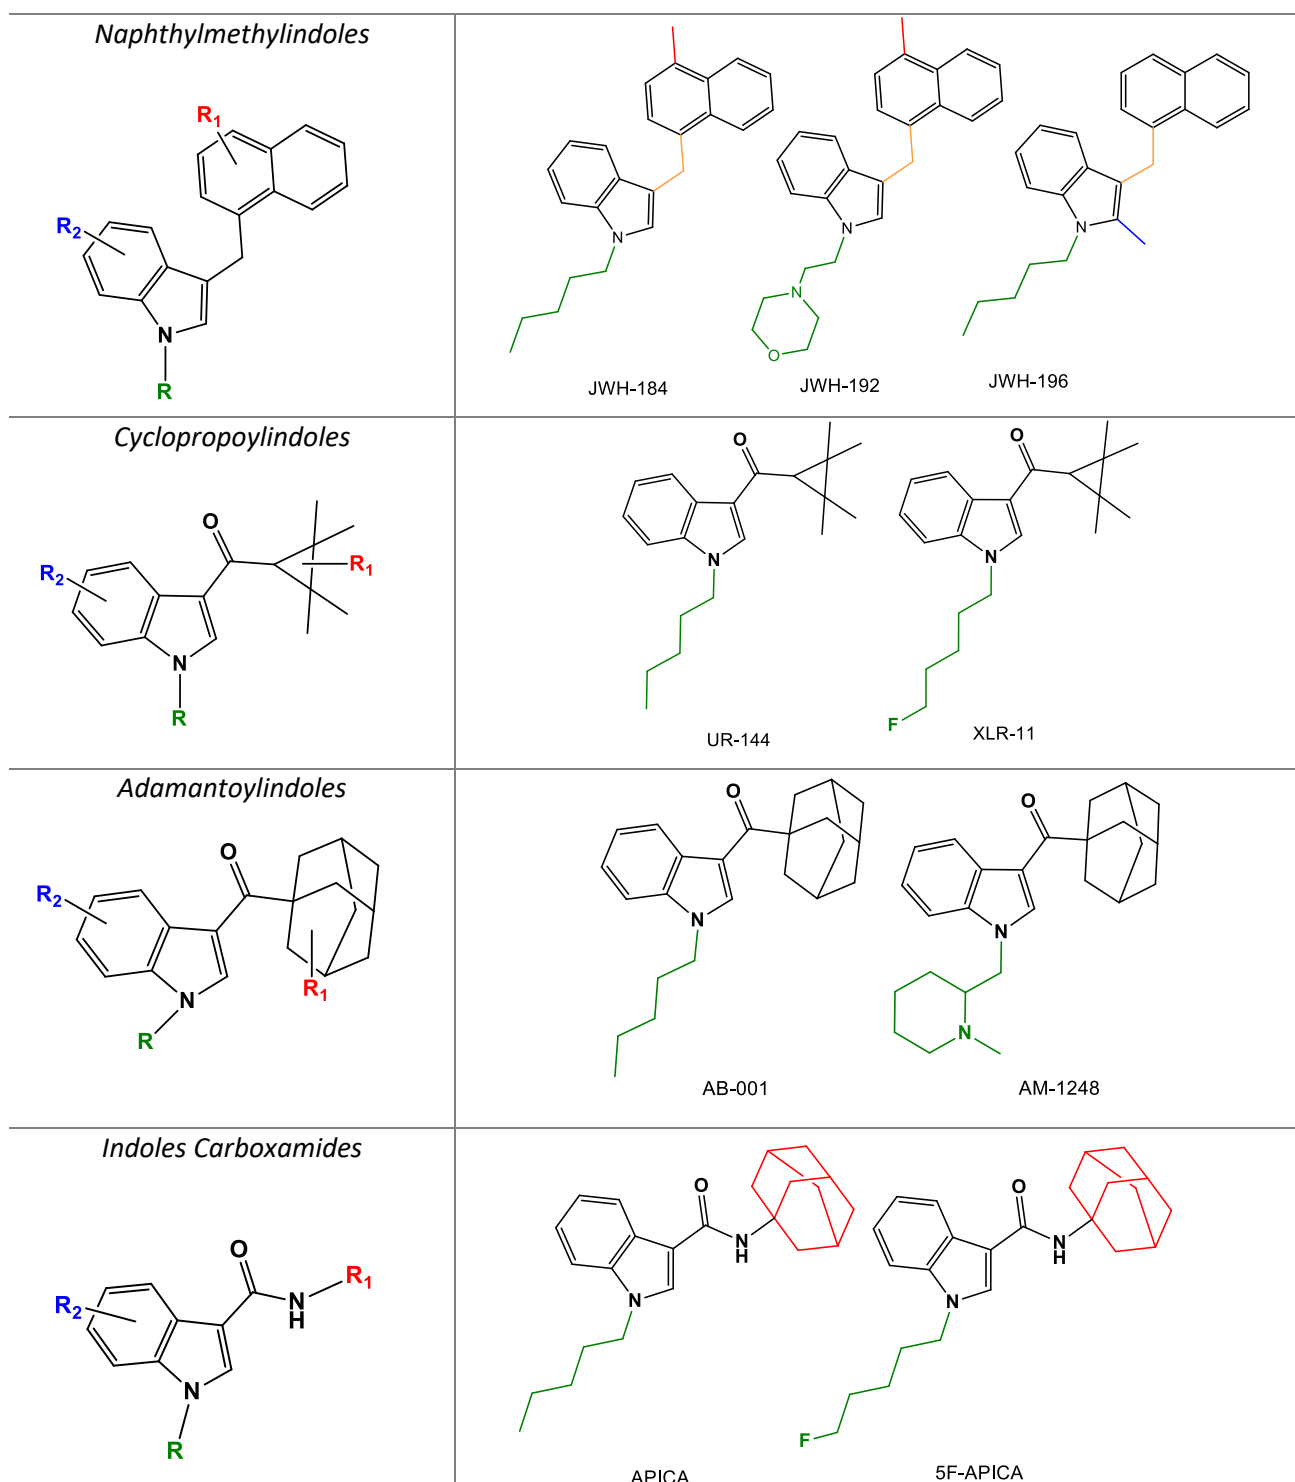 Naphthylmethylindoles
R1
R2
N
R
N
JWH-184
N
N
O
JWH-192
N
JWH-196
Cyclopropoylindoles
O
R2
R1
N
R
O
N
UR-144
O
N
F
XLR-11
Adamantoylindoles
O
R2
R1
N
R
O
N
AB-001
O
N
N
AM-1248
Indoles Carboxamides
O
R1
R2
N
H
N
R
O
N
H
N
APICA
O
N
H
N
F
5F-APICA